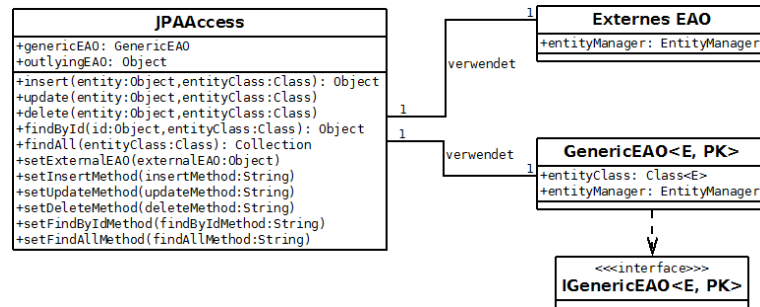 JPAAccess
+genericEAO: GenericEAO
+outlyingEAO: Object
+insert(entity:Object,entityClass:Class): Object
+update(entity:Object,entityClass:Class)
+delete(entity:Object,entityClass:Class)
+findById(id:Object,entityClass:Class): Object
+findAll(entityClass:Class): Collection
+setExternalEAO(externalEAO:Object)
+setInsertMethod(insertMethod:String)
+setUpdateMethod(updateMethod:String)
+setDeleteMethod(deleteMethod:String)
+setFindByIdMethod(findByIdMethod:String)
+setFindAllMethod(findAllMethod:String)
1
verwendet
1
Externes EAO
+entityManager: EntityManager
1
verwendet
1
GenericEAO<E, PK>
+entityClass: Class<E>
+entityManager: EntityManager
<<<interface>>>
IGenericEAO<E, PK>